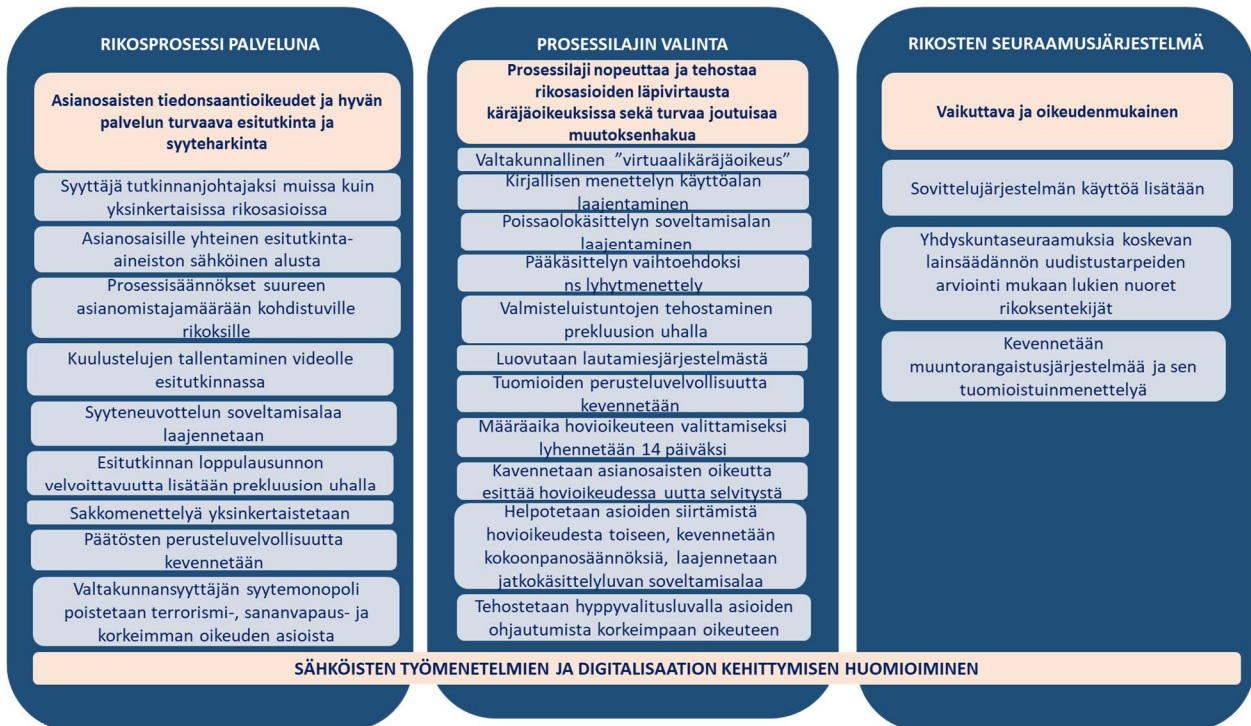 RIKOSPROSESSI PALVELUNA
Asianosaisten tiedonsaantioikeudet ja hyvän
palvelun turvaava esitutkinta ja
syyteharkinta
Syyttäjä tutkinnanjohtajaksi muissa kuin
yksinkertaisissa rikosasioissa
Asianosaisille yhteinen esitutkinta-
aineiston sähköinen alusta
Prosessisäännökset suureen
asianomistajamäärään kohdistuville
rikoksille
Kuulustelujen tallentaminen videolle
esitutkinnassa
Syyteneuvottelun soveltamisalaa
laajennetaan
Esitutkinnan loppulausunnon
velvoittavuutta lisätään prekluusion uhalla
Sakkomenettelyä yksinkertaistetaan
Päätösten perusteluvelvollisuutta
kevennetään
Valtakunnansyyttäjän syytemonopoli
poistetaan terrorismi-, sananvapaus- ja
korkeimman oikeuden asioista
PROSESSILAJIN VALINTA
Prosessilaji nopeuttaa ja tehostaa
rikosasioiden läpivirtausta
käräjäoikeuksissa sekä turvaa joutuisaa
muutoksenhakua
Valtakunnallinen ”virtuaalikäräjäoikeus”
Kirjallisen menettelyn käyttöalan
laajentaminen
Poissaolokäsittelyn soveltamisalan
laajentaminen
Pääkäsittelyn vaihtoehdoksi
ns lyhytmenettely
Valmisteluistuntojen tehostaminen
prekluusion uhalla
Luovutaan lautamiesjärjestelmästä
Tuomioiden perusteluvelvollisuutta
kevennetään
Määräaika hovioikeuteen valittamiseksi
lyhennetään 14 päiväksi
Kavennetaan asianosaisten oikeutta
esittää hovioikeudessa uutta selvitystä
Helpotetaan asioiden siirtämistä
hovioikeudesta toiseen, kevennetään
kokoonpanosäännöksiä, laajennetaan
jatkokäsittelyluvan soveltamisalaa
Tehostetaan hyppyvalitusluvalla asioiden
ohjautumista korkeimpaan oikeuteen
RIKOSTEN SEURAAMUSJÄRJESTELMÄ
Vaikuttava ja oikeudenmukainen
Sovittelujärjestelmän käyttöä lisätään
Yhdyskuntaseuraamuksia koskevan
lainsäädännön uudistustarpeiden
arviointi mukaan lukien nuoret
rikoksentekijät
Kevennetään
muuntorangaistusjärjestelmää ja sen
tuomioistuinmenettelyä
SÄHKÖISTEN TYÖMENETELMIEN JA DIGITALISAATION KEHITTYMISEN HUOMIOIMINEN